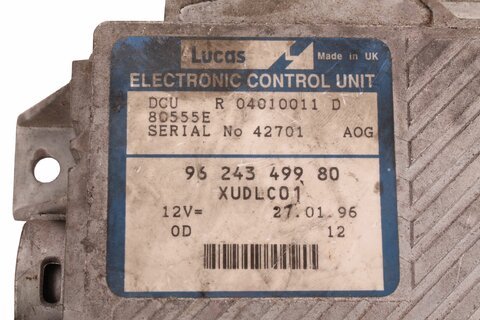 Lucas Made in UK
ELECTRONIC CONTROL UNIT
DCU R 04010011 D
80555E
SERIAL No 42701 AOG
96 243 499 80
XUDLC01
12V= 27.01.96
0D 12